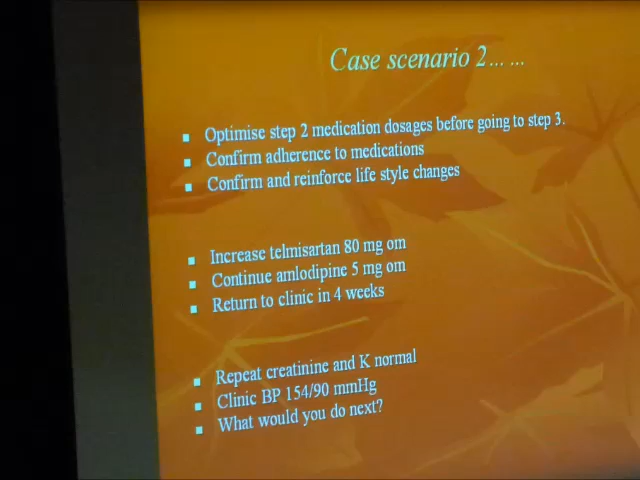 Case scenario 2... ...
Optimise step 2 medication dosages before going to step 3.
Confirm adherence to medications
Confirm and reinforce life style changes
Increase telmisartan 80 mg om
Continue amlodipine 5 mg om
Return to clinic in 4 weeks
Repeat creatinine and K normal
Clinic BP 154/90 mmHg
What would you do next?